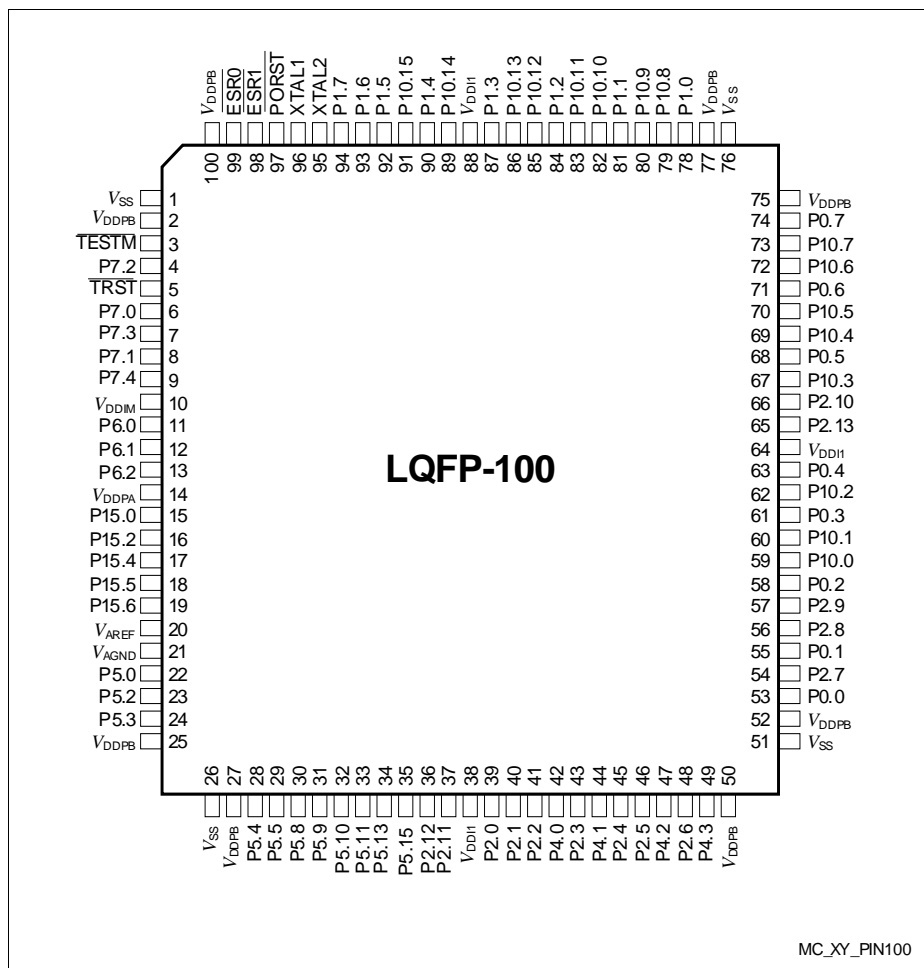 VDDPB
ESR0
ESR1
PORST
XTAL1
XTAL2
P1.7
P1.6
P1.5
P10.15
P1.4
P10.14
VDDI1
P1.3
P10.13
P10.12
P1.2
P10.11
P10.10
P1.1
P10.9
P10.8
P1.0
VDDPB
VSS
100 99 98 97 96 95 94 93 92 91 90 89 88 87 86 85 84 83 82 81 80 79 78 77 76
VSS 1
VDDPB 2
TESTM 3
P7.2 4
TRST 5
P7.0 6
P7.3 7
P7.1 8
P7.4 9
VDDIM 10
P6.0 11
P6.1 12
P6.2 13
VDDPA 14
P15.0 15
P15.2 16
P15.4 17
P15.5 18
P15.6 19
VAREF 20
VAGND 21
P5.0 22
P5.2 23
P5.3 24
VDDPB 25
LQFP-100
75 VDDPB
74 P0.7
73 P10.7
72 P10.6
71 P0.6
70 P10.5
69 P10.4
68 P0.5
67 P10.3
66 P2.10
65 P2.13
64 VDDI1
63 P0.4
62 P10.2
61 P0.3
60 P10.1
59 P10.0
58 P0.2
57 P2.9
56 P2.8
55 P0.1
54 P2.7
53 P0.0
52 VDDPB
51 VSS
26 27 28 29 30 31 32 33 34 35 36 37 38 39 40 41 42 43 44 45 46 47 48 49 50
VSS
VDDPB
P5.4
P5.5
P5.8
P5.9
P5.10
P5.11
P5.13
P5.15
P2.12
P2.11
VDDI1
P2.0
P2.1
P2.2
P4.0
P2.3
P4.1
P2.4
P2.5
P4.2
P2.6
P4.3
VDDPB
MC_XY_PIN100